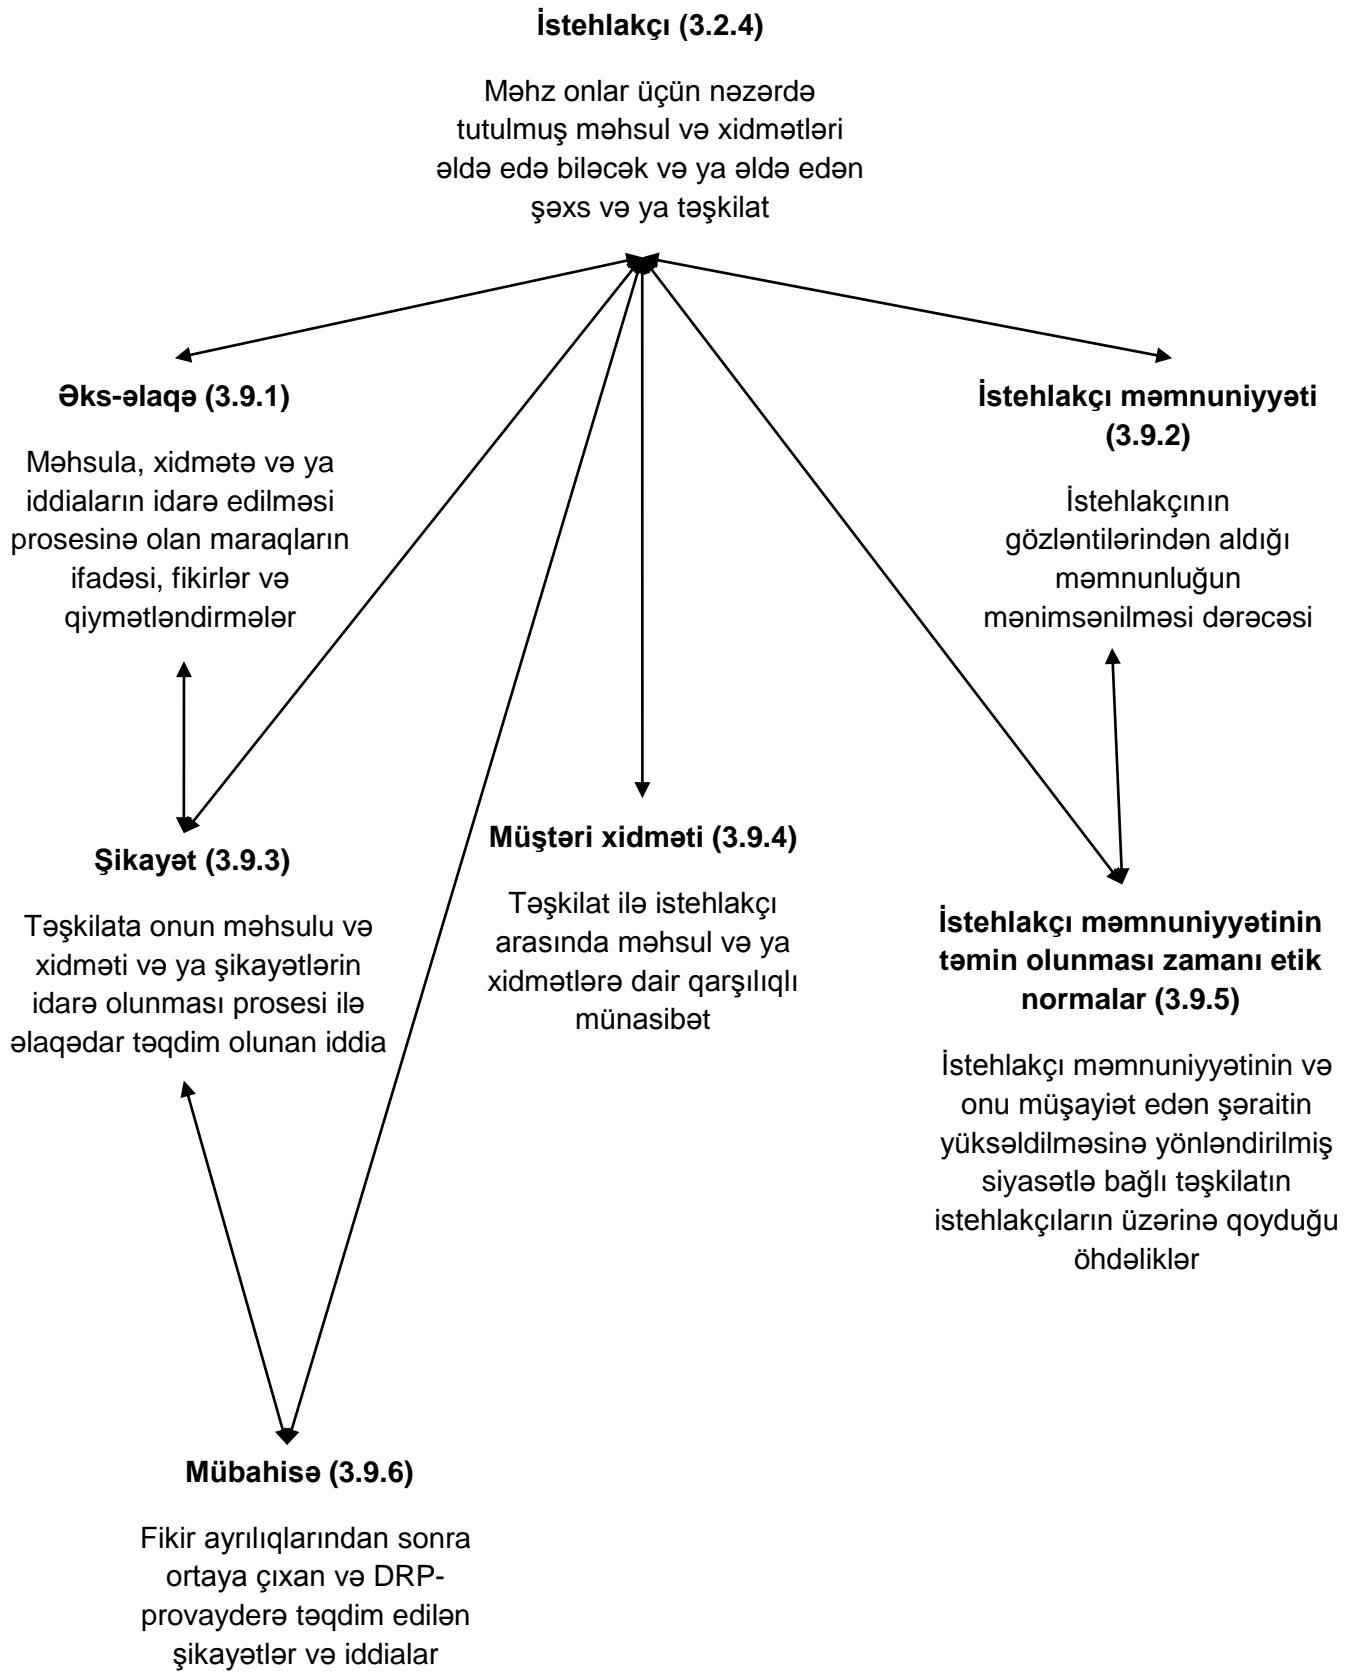 İstehlakçı (3.2.4)
Məhz onlar üçün nəzərdə
tutulmuş məhsul və xidmətləri
əldə edə biləcək və ya əldə edən
şəxs və ya təşkilat
Əks-əlaqə (3.9.1)
Məhsula, xidmətə və ya
iddiaların idarə edilməsi
prosesinə olan maraqların
ifadəsi, fikirlər və
qiymətləndirmələr
İstehlakçı məmnuniyyəti
(3.9.2)
İstehlakçının
gözləntilərindən aldığı
məmnunluğun
mənimsənilməsi dərəcəsi
Şikayət (3.9.3)
Təşkilata onun məhsulu və
xidməti və ya şikayətlərin
idarə olunması prosesi ilə
əlaqədar təqdim olunan iddia
Müştəri xidməti (3.9.4)
Təşkilat ilə istehlakçı
arasında məhsul və ya
xidmətlərə dair qarşılıqlı
münasibət
İstehlakçı məmnuniyyətinin
təmin olunması zamanı etik
normalar (3.9.5)
İstehlakçı məmnuniyyətinin və
onu müşayiət edən şəraitin
yüksəldilməsinə yönləndirilmiş
siyasətlə bağlı təşkilatın
istehlakçıların üzərinə qoyduğu
öhdəliklər
Mübahisə (3.9.6)
Fikir ayrılıqlarından sonra
ortaya çıxan və DRP-
provayderə təqdim edilən
şikayətlər və iddialar